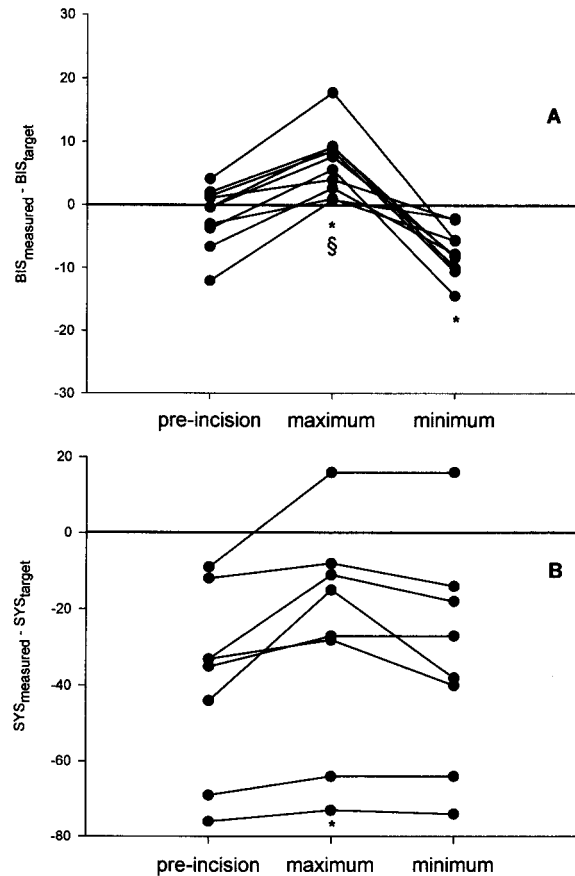 30
20
10
0
-10
-20
-30
BISmeasured - BIStarget
A
*
§
*
pre-incision maximum minimum
20
0
-20
-40
-60
-80
SYSmeasured - SYStarget
B
*
pre-incision maximum minimum